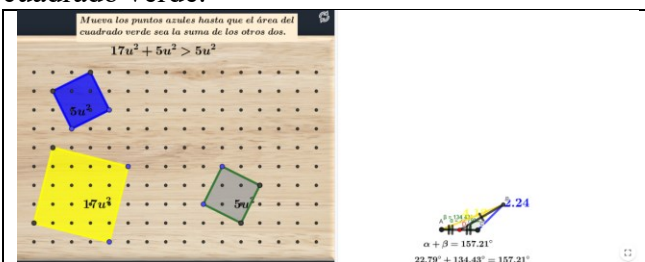 cuadrado verde.
Mueva los puntos azules hasta que el área del
cuadrado verde sea la suma de los otros dos.
17u² + 5u² > 5u²
5u²
17u²
5u²
2.24
A
α + β = 157.21°
22.79° + 134.43° = 157.21°